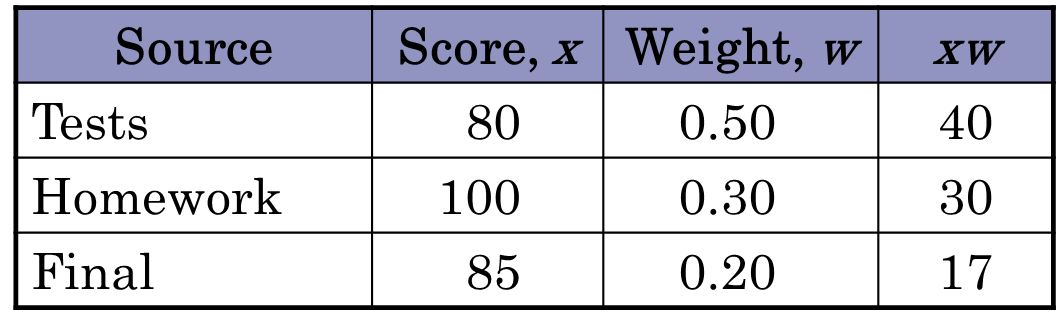 Source Score, x Weight, w xw
Tests 80 0.50 40
Homework 100 0.30 30
Final 85 0.20 17